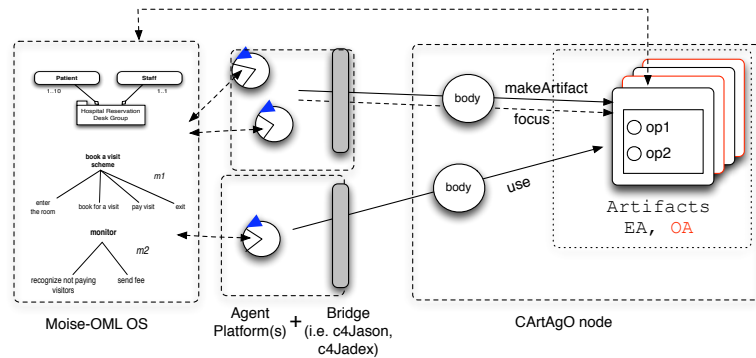 Patient
Staff
1..10
1..1
Hospital Reservation
Desk Group
book a visit
scheme
m1
enter
the room
book for a visit
pay visit
exit
monitor
m2
recognize not paying
visitors
send fee
Moise-OML OS
Agent
Platform(s)
+
Bridge
(i.e. c4Jason,
c4Jadex)
body
makeArtifact
focus
body
use
op1
op2
Artifacts
EA, OA
CArtAgO node